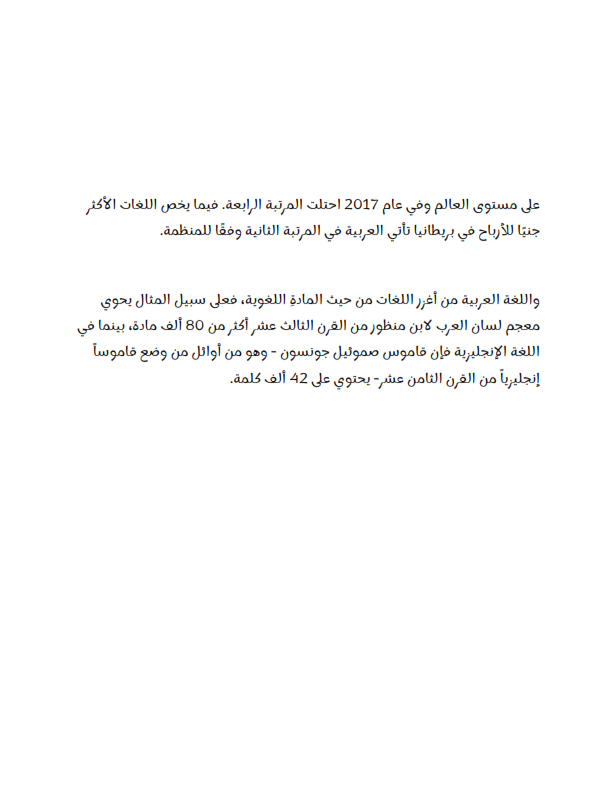 على مستوى العالم وفي عام 2017 احتلت المرتبة الرابعة. فيما يخص اللغات الأكثر
جنيًا للأرباح في بريطانيا تأتي العربية في المرتبة الثانية وفقًا للمنظمة.
واللغة العربية من أغزر اللغات من حيث المادةِ اللغوية، فعلى سبيل المثال يحوي
معجم لسان العرب لابن منظور من القرن الثالث عشر أكثر من 80 ألف مادة، بينما في
اللغة الإنجليزية فإن قاموس صموئيل جونسون - وهو من أوائل من وضع قاموساً
إنجليزياً من القرن الثامن عشر- يحتوي على 42 ألف كلمة.